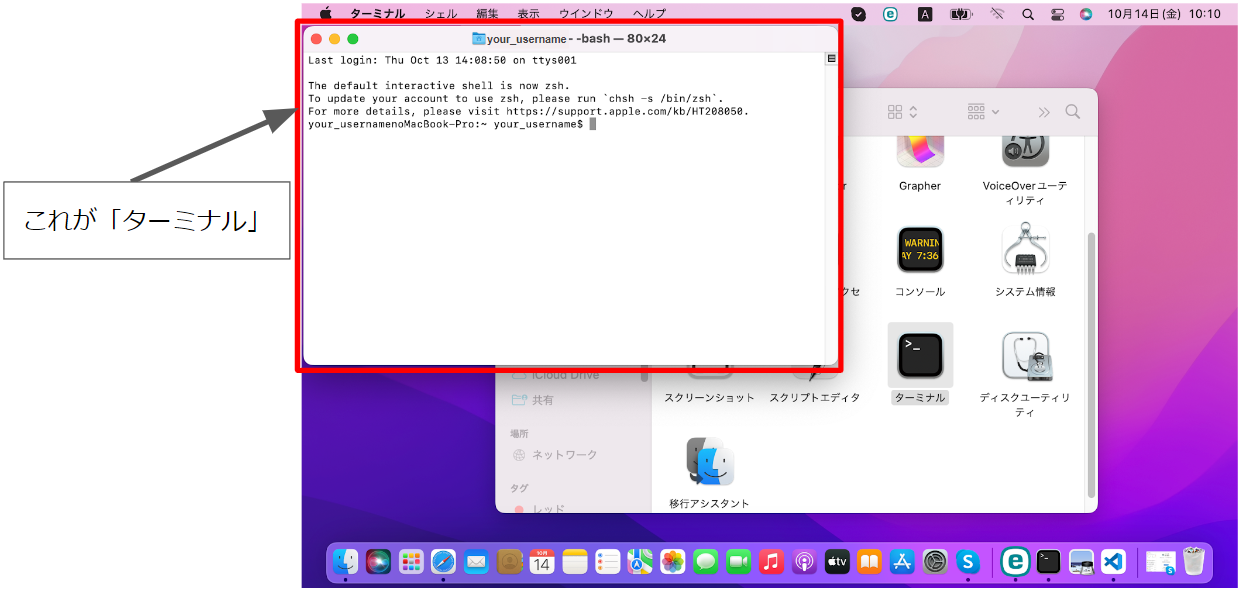 ターミナル シェル 編集 表示 ウインドウ ヘルプ
A
10月14日(金) 10:10
your_username - -bash — 80×24
Last login: Thu Oct 13 14:08:50 on ttys001
The default interactive shell is now zsh.
To update your account to use zsh, please run `chsh -s /bin/zsh`.
For more details, please visit https://support.apple.com/kb/HT208050.
your_usernamenoMacBook-Pro:~ your_username$
これが「ターミナル」
Grapher
VoiceOverユーテ
ィリティ
WARNIN
AY 7:36
クセ
コンソール
システム情報
>_
iCloud Drive
共有
スクリーンショット
スクリプトエディタ
ターミナル
ディスクユーティリ
ティ
場所
ネットワーク
タグ
レッド
移行アシスタント
10月
14
tv